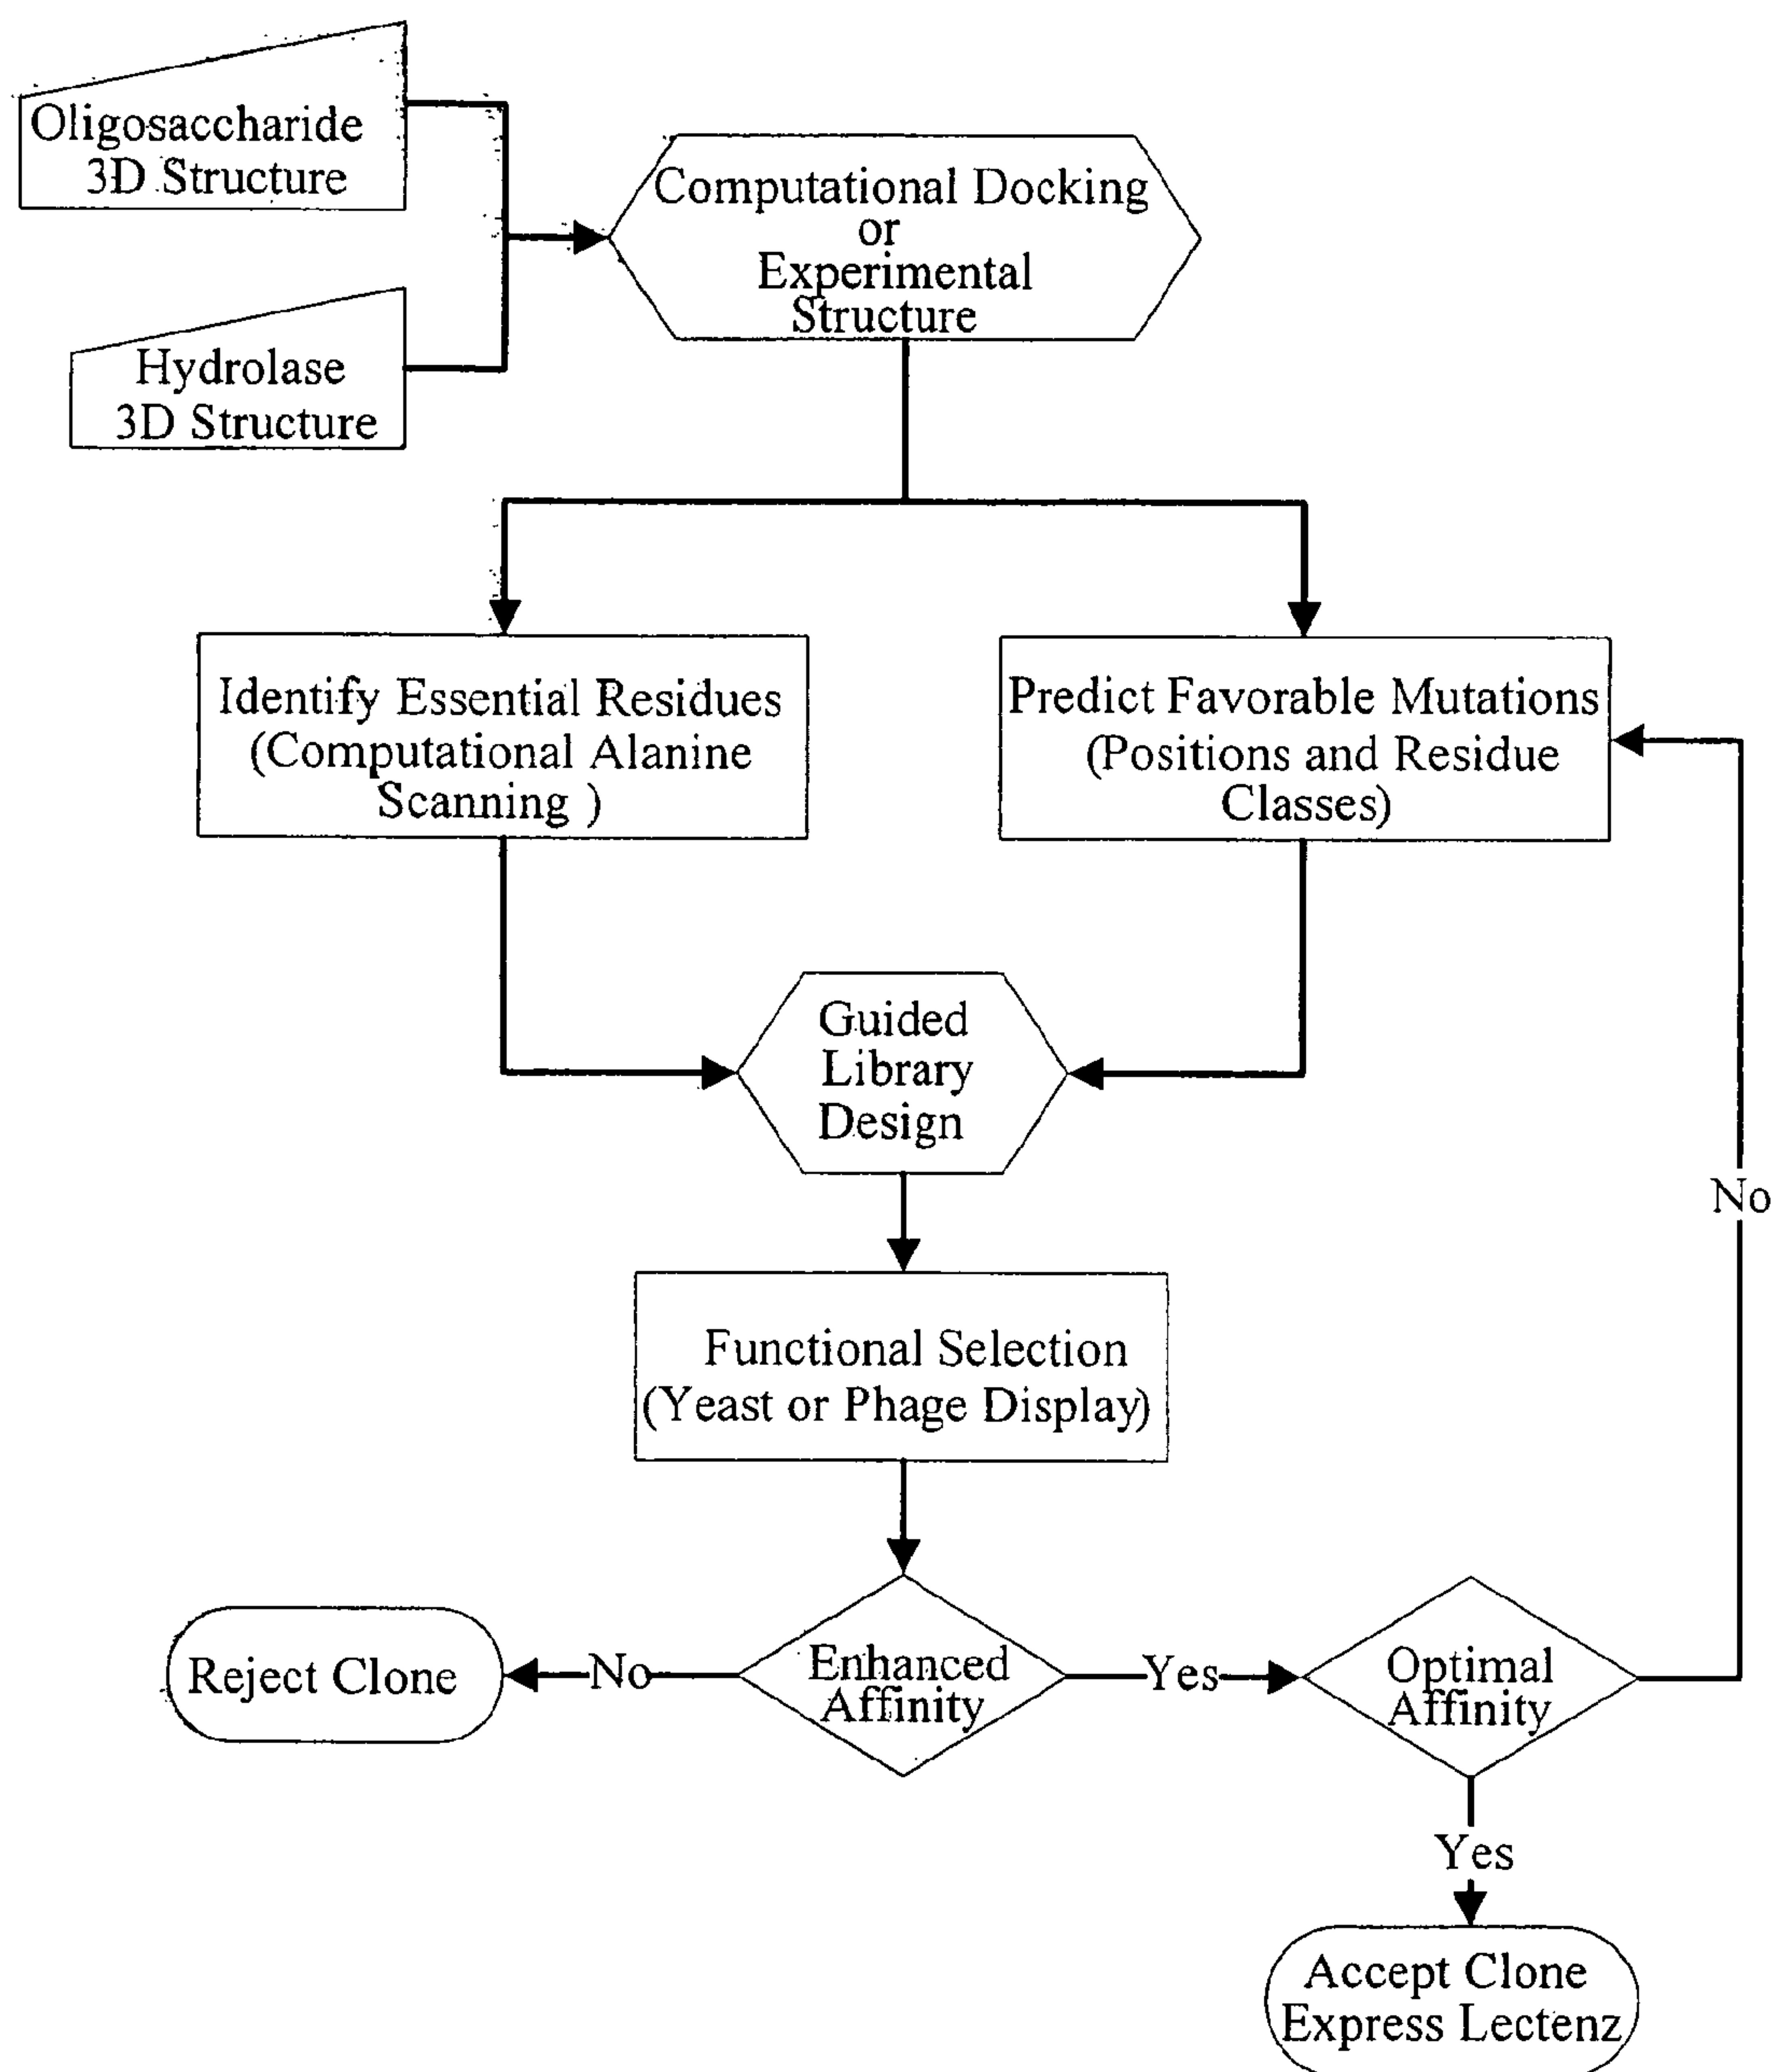 Oligosaccharide
3D Structure
Computational Docking
or
Experimental
Structure
Hydrolase
3D Structure
Identify Essential Residues
(Computational Alanine
Scanning )
Predict Favorable Mutations
(Positions and Residue
Classes)
Guided
Library
Design
No
Functional Selection
(Yeast or Phage Display)
Reject Clone
No
Enhanced
Affinity
Yes
Optimal
Affinity
Yes
Accept Clone
Express Lectenz